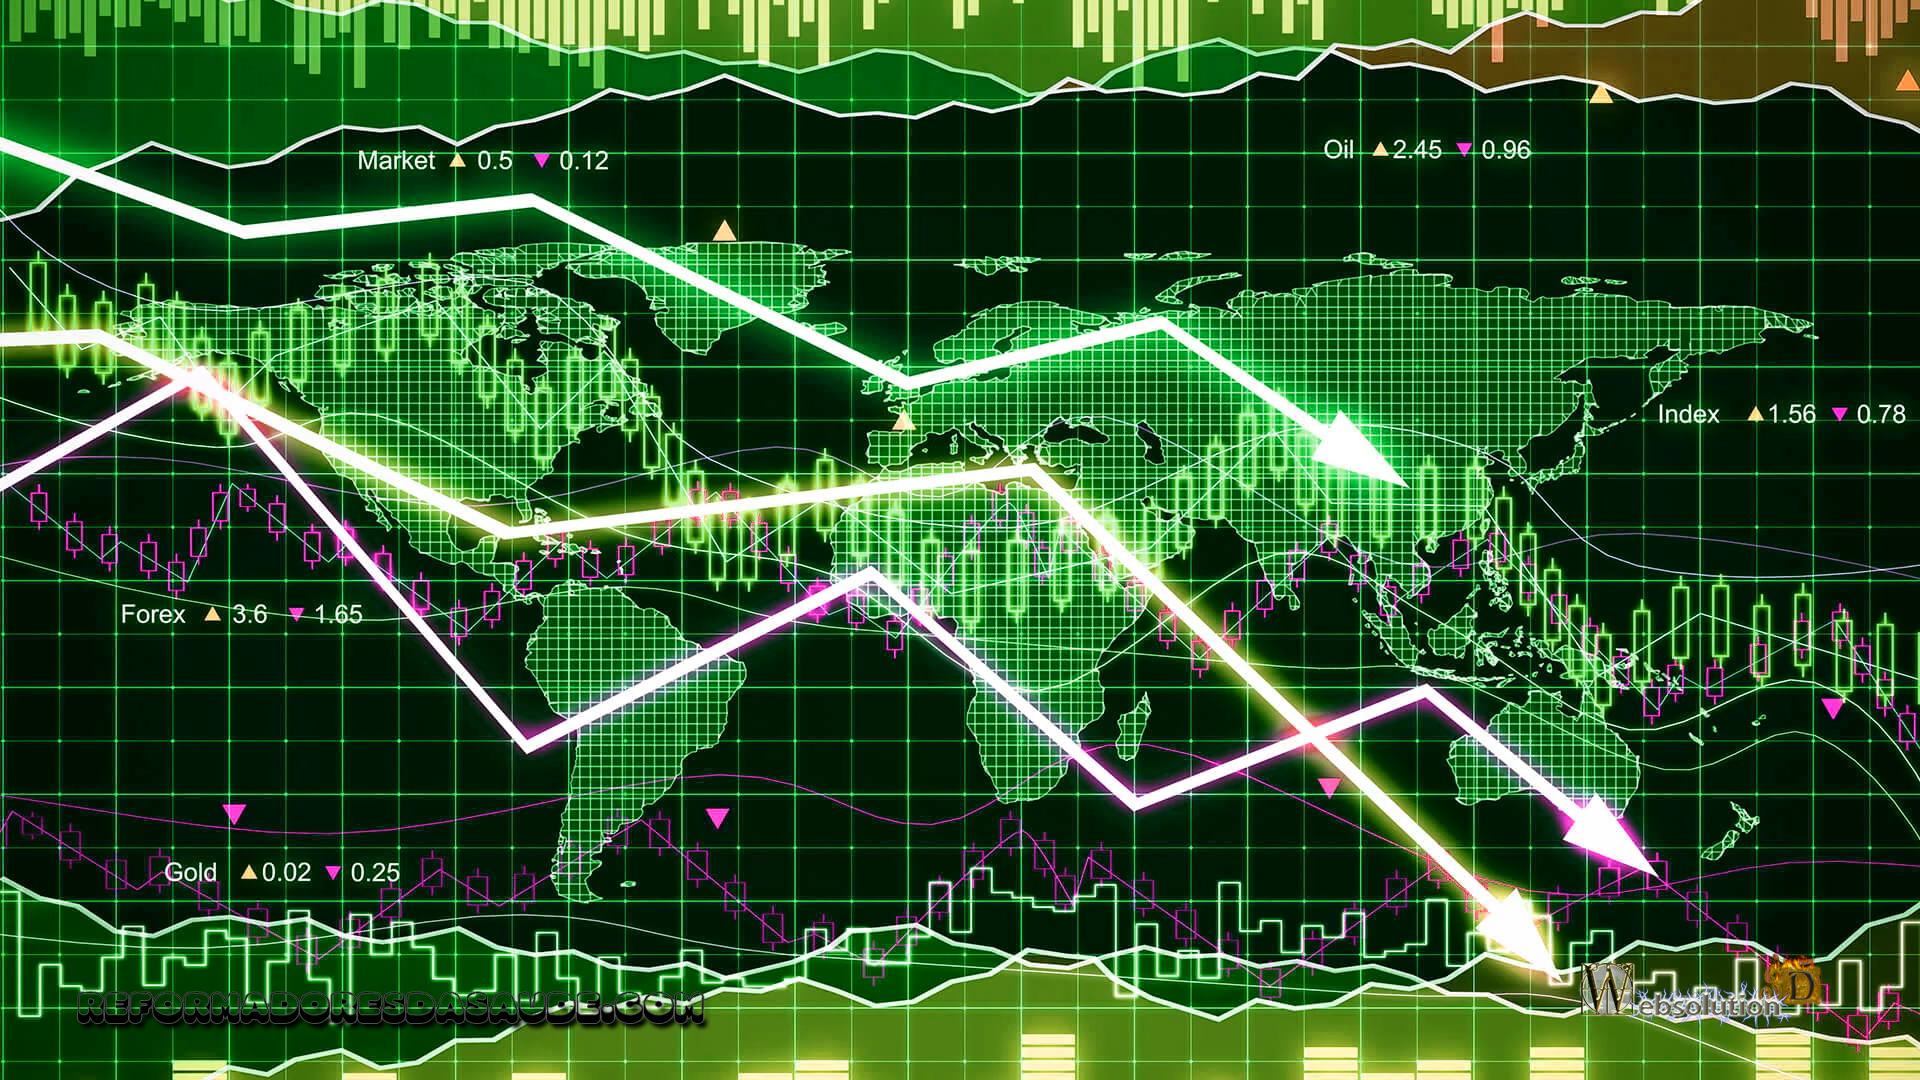 Market ▲ 0.5 ▼ 0.12
Oil ▲2.45 ▼ 0.96
Index ▲1.56 ▼ 0.78
Forex ▲ 3.6 ▼ 1.65
Gold ▲0.02 ▼ 0.25
REFORMADORESDASAUDE.COM
Websolution D